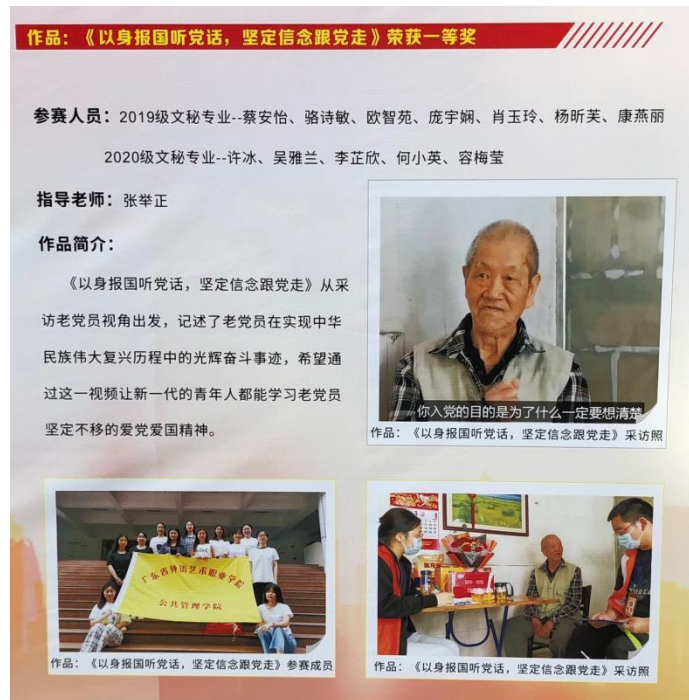 作品：《以身报国听党话，坚定信念跟党走》荣获一等奖
参赛人员：2019级文秘专业--蔡安怡、骆诗敏、欧智苑、庞宇娴、肖玉玲、杨昕芙、康燕丽
2020级文秘专业--许冰、吴雅兰、李芷欣、何小英、容梅莹
指导老师：张举正
作品简介：
《以身报国听党话，坚定信念跟党走》从采
访老党员视角出发，记述了老党员在实现中华
民族伟大复兴历程中的光辉奋斗事迹，希望通
过这一视频让新一代的青年人都能学习老党员
坚定不移的爱党爱国精神。
你入党的目的是为了什么一定要想清楚
作品：《以身报国听党话，坚定信念跟党走》采访照
广东省外语艺术职业学院
公共管理学院
作品：《以身报国听党话，坚定信念跟党走》参赛成员
作品：《以身报国听党话，坚定信念跟党走》采访照